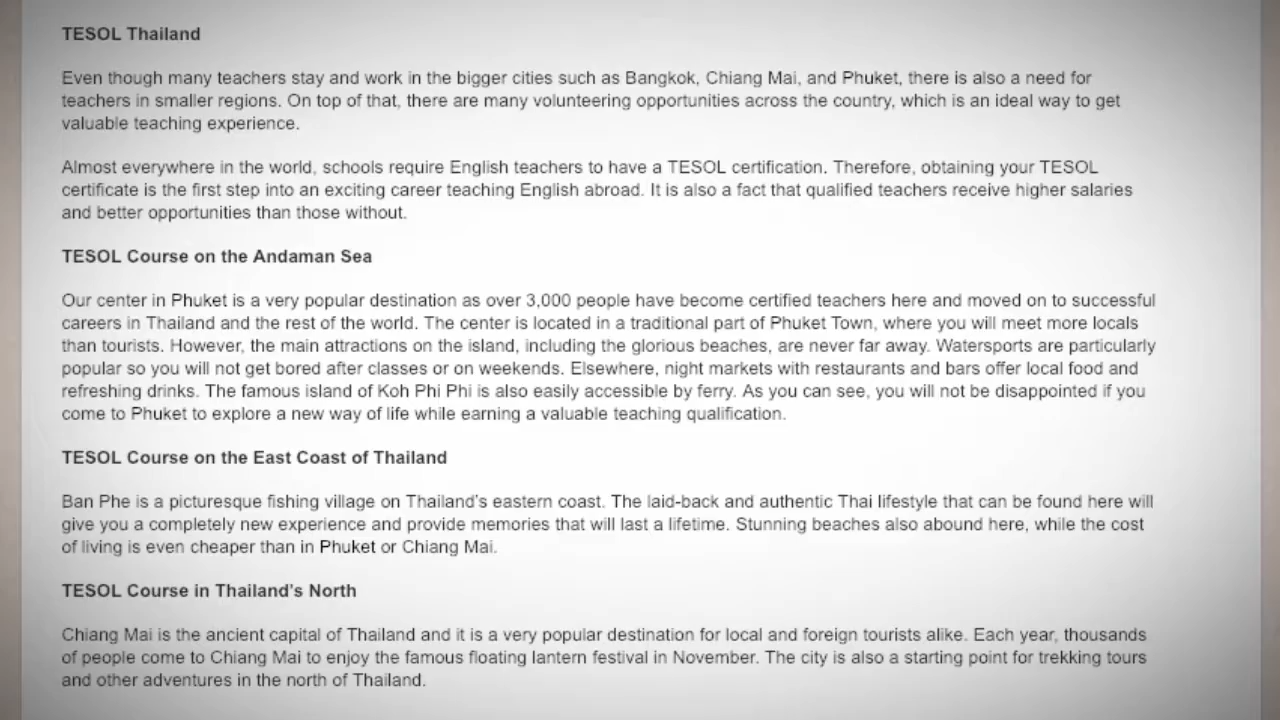 TESOL Thailand
Even though many teachers stay and work in the bigger cities such as Bangkok, Chiang Mai, and Phuket, there is also a need for
teachers in smaller regions. On top of that, there are many volunteering opportunities across the country, which is an ideal way to get
valuable teaching experience.
Almost everywhere in the world, schools require English teachers to have a TESOL certification. Therefore, obtaining your TESOL
certificate is the first step into an exciting career teaching English abroad. It is also a fact that qualified teachers receive higher salaries
and better opportunities than those without.
TESOL Course on the Andaman Sea
Our center in Phuket is a very popular destination as over 3,000 people have become certified teachers here and moved on to successful
careers in Thailand and the rest of the world. The center is located in a traditional part of Phuket Town, where you will meet more locals
than tourists. However, the main attractions on the island, including the glorious beaches, are never far away. Watersports are particularly
popular so you will not get bored after classes or on weekends. Elsewhere, night markets with restaurants and bars offer local food and
refreshing drinks. The famous island of Koh Phi Phi is also easily accessible by ferry. As you can see, you will not be disappointed if you
come to Phuket to explore a new way of life while earning a valuable teaching qualification.
TESOL Course on the East Coast of Thailand
Ban Phe is a picturesque fishing village on Thailand's eastern coast. The laid-back and authentic Thai lifestyle that can be found here will
give you a completely new experience and provide memories that will last a lifetime. Stunning beaches also abound here, while the cost
of living is even cheaper than in Phuket or Chiang Mai.
TESOL Course in Thailand's North
Chiang Mai is the ancient capital of Thailand and it is a very popular destination for local and foreign tourists alike. Each year, thousands
of people come to Chiang Mai to enjoy the famous floating lantern festival in November. The city is also a starting point for trekking tours
and other adventures in the north of Thailand.